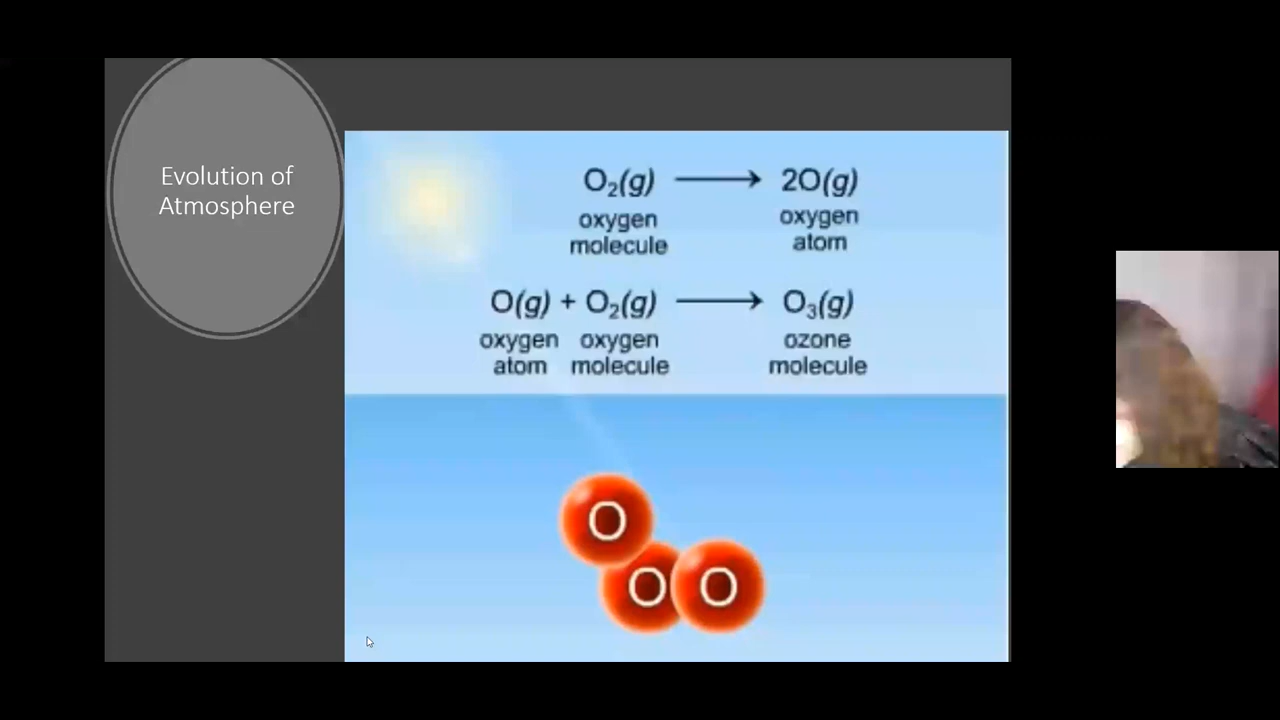 Evolution of
Atmosphere
O₂(g) ⟶ 2O(g)
oxygen molecule oxygen atom
O(g) + O₂(g) ⟶ O₃(g)
oxygen atom oxygen molecule ozone molecule
O
O O